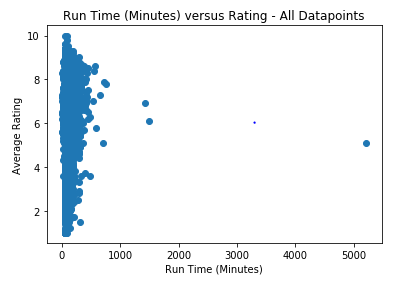 Run Time (Minutes) versus Rating - All Datapoints
10
8
6
4
2
Average Rating
0 1000 2000 3000 4000 5000
Run Time (Minutes)